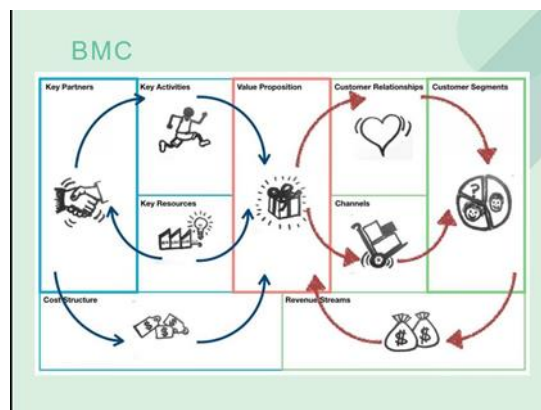 BMC
Key Partners
Key Activities
Value Proposition
Customer Relationships
Customer Segments
Key Resources
Channels
Cost Structure
Revenue Streams
?
$
$
$
$
$